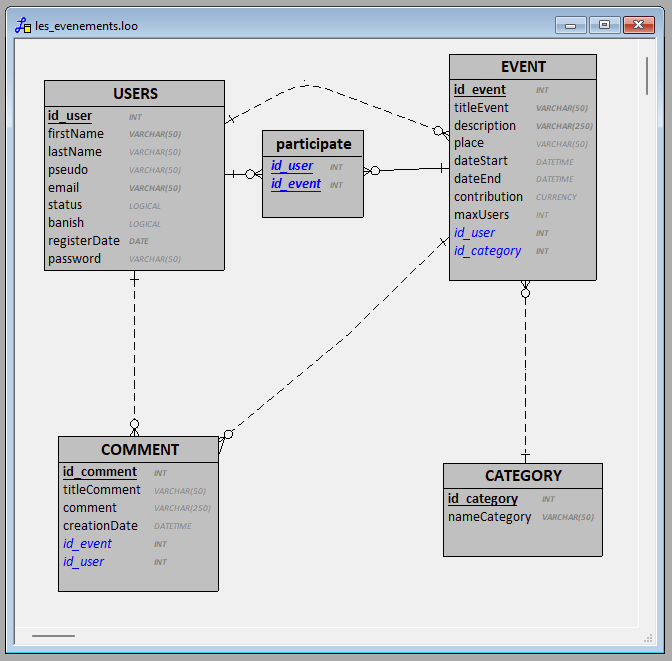 les_evenements.loo
USERS
id_user INT
firstName VARCHAR(50)
lastName VARCHAR(50)
pseudo VARCHAR(50)
email VARCHAR(50)
status LOGICAL
banish LOGICAL
registerDate DATE
password VARCHAR(50)
participate
id_user INT
id_event INT
EVENT
id_event INT
titleEvent VARCHAR(50)
description VARCHAR(250)
place VARCHAR(50)
dateStart DATETIME
dateEnd DATETIME
contribution CURRENCY
maxUsers INT
id_user INT
id_category INT
COMMENT
id_comment INT
titleComment VARCHAR(50)
comment VARCHAR(250)
creationDate DATETIME
id_event INT
id_user INT
CATEGORY
id_category INT
nameCategory VARCHAR(50)